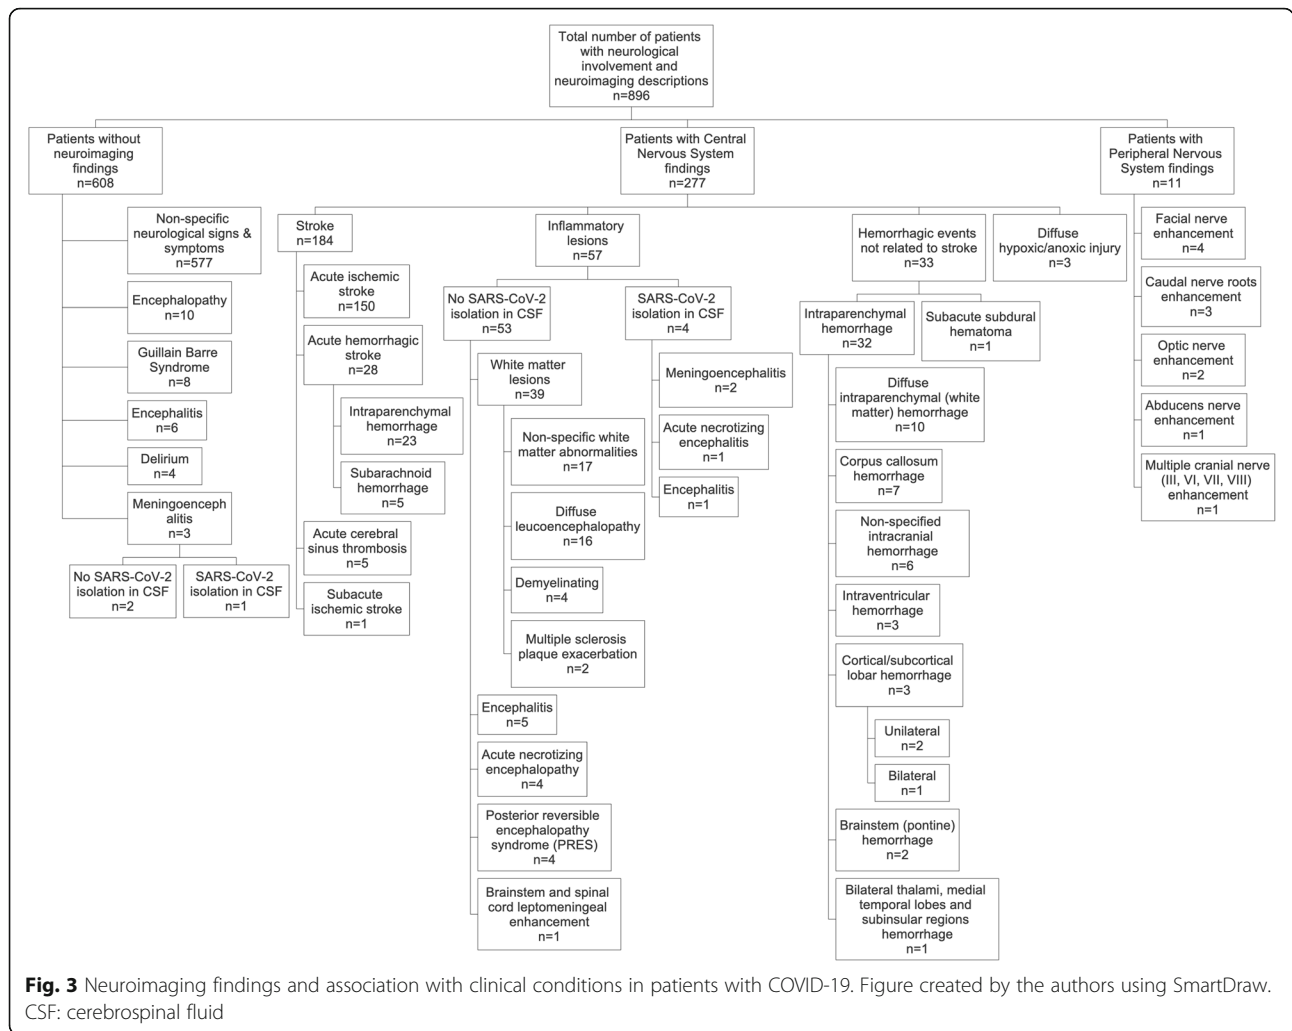 Total number of patients
with neurological
involvement and
neuroimaging descriptions
n=896
Patients without
neuroimaging
findings
n=608
Non-specific
neurological signs &
symptoms
n=577
Encephalopathy
n=10
Guillain Barre
Syndrome
n=8
Encephalitis
n=6
Delirium
n=4
Meningoenceph
alitis
n=3
No SARS-CoV-2
isolation in CSF
n=2
SARS-CoV-2
isolation in CSF
n=1
Patients with Central
Nervous System
findings
n=277
Stroke
n=184
Acute ischemic
stroke
n=150
Acute hemorrhagic
stroke
n=28
Intraparenchymal
hemorrhage
n=23
Subarachnoid
hemorrhage
n=5
Acute cerebral
sinus thrombosis
n=5
Subacute
ischemic stroke
n=1
Inflammatory
lesions
n=57
No SARS-CoV-2
isolation in CSF
n=53
White matter
lesions
n=39
Non-specific white
matter abnormalities
n=17
Diffuse
leucoencephalopathy
n=16
Demyelinating
n=4
Multiple sclerosis
plaque exacerbation
n=2
Encephalitis
n=5
Acute necrotizing
encephalopathy
n=4
Posterior reversible
encephalopathy
syndrome (PRES)
n=4
Brainstem and spinal
cord leptomeningeal
enhancement
n=1
SARS-CoV-2
isolation in CSF
n=4
Meningoencephalitis
n=2
Acute necrotizing
encephalitis
n=1
Encephalitis
n=1
Hemorrhagic events
not related to stroke
n=33
Intraparenchymal
hemorrhage
n=32
Diffuse
intraparenchymal (white
matter) hemorrhage
n=10
Corpus callosum
hemorrhage
n=7
Non-specified
intracranial
hemorrhage
n=6
Intraventricular
hemorrhage
n=3
Cortical/subcortical
lobar hemorrhage
n=3
Unilateral
n=2
Bilateral
n=1
Brainstem (pontine)
hemorrhage
n=2
Bilateral thalami, medial
temporal lobes and
subinsular regions
hemorrhage
n=1
Subacute subdural
hematoma
n=1
Diffuse
hypoxic/anoxic injury
n=3
Patients with
Peripheral Nervous
System findings
n=11
Facial nerve
enhancement
n=4
Caudal nerve roots
enhancement
n=3
Optic nerve
enhancement
n=2
Abducens nerve
enhancement
n=1
Multiple cranial nerve
(III, VI, VII, VIII)
enhancement
n=1
Fig. 3 Neuroimaging findings and association with clinical conditions in patients with COVID-19. Figure created by the authors using SmartDraw.
CSF: cerebrospinal fluid